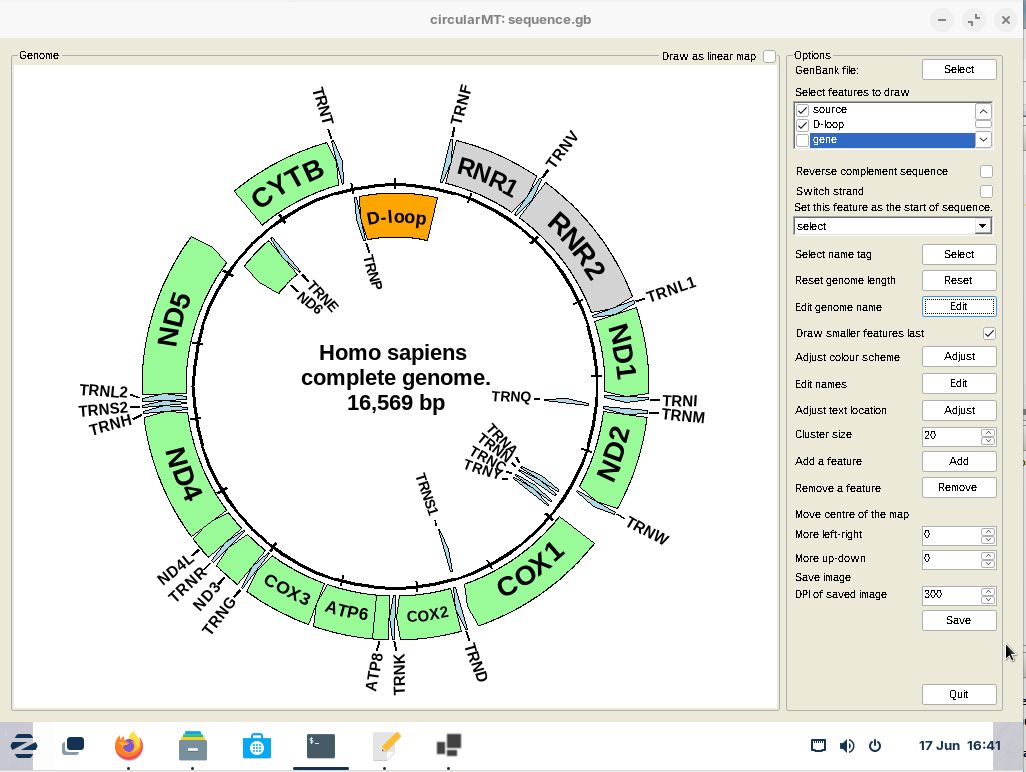 circularMT: sequence.gb
Genome
Draw as linear map
TRNT
TRNF
TRNV
CYTB
RNR1
D-loop
RNR2
TRNP
TRNE
ND6
TRNL1
ND5
ND1
Homo sapiens
complete genome.
16,569 bp
TRNL2
TRNS2
TRNH
TRNQ
TRNI
TRNM
ND4
TRNA
TRNN
TRNC
TRNY
ND2
TRNS1
TRNW
ND4L
TRNR
ND3
TRNG
COX3
ATP6
COX2
COX1
ATP8
TRNK
TRND
Options
GenBank file:
Select
Select features to draw
source
D-loop
gene
Reverse complement sequence
Switch strand
Set this feature as the start of sequence.
select
Select name tag
Select
Reset genome length
Reset
Edit genome name
Edit
Draw smaller features last
Adjust colour scheme
Adjust
Edit names
Edit
Adjust text location
Adjust
Cluster size
20
Add a feature
Add
Remove a feature
Remove
Move centre of the map
More left-right
0
More up-down
0
Save image
DPI of saved image
300
Save
Quit
17 Jun 16:41